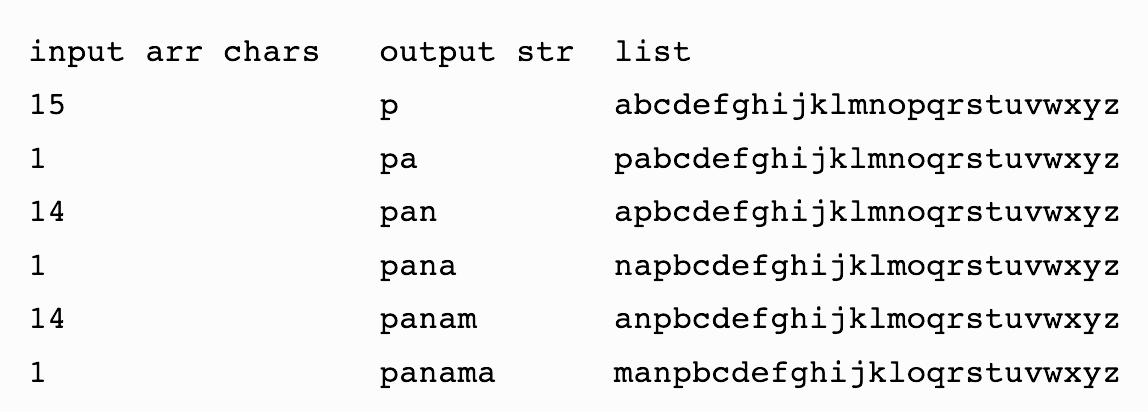 input arr chars output str list
15 p abcdefghijklmnopqrstuvwxyz
1 pa pabcdefghijklmnoqrstuvwxyz
14 pan apbcdefghijklmnoqrstuvwxyz
1 pana napbcdefghijklmoqrstuvwxyz
14 panam anpbcdefghijklmoqrstuvwxyz
1 panama manpbcdefghijkloqrstuvwxyz